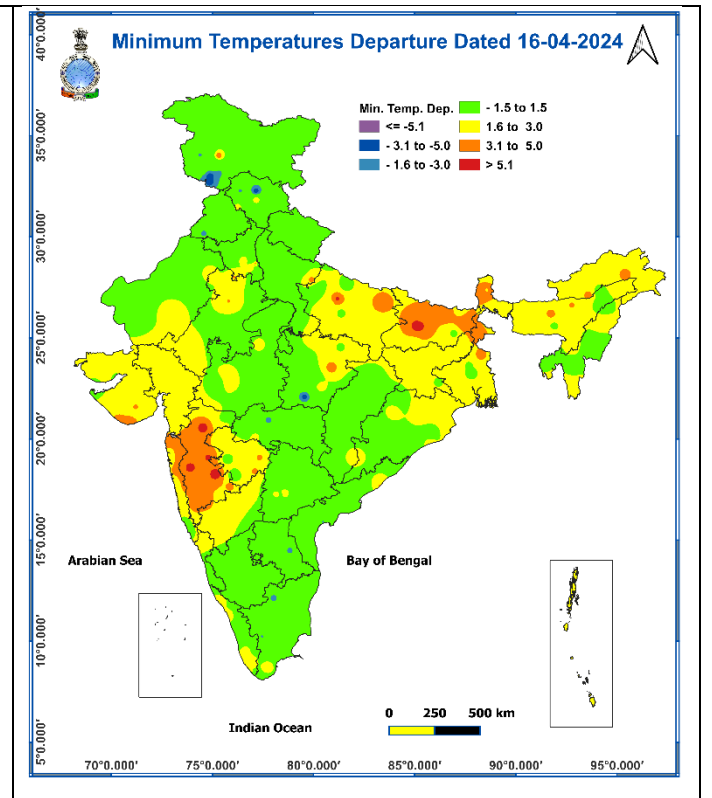 Minimum Temperatures Departure Dated 16-04-2024
Min. Temp. Dep.
<= -5.1
- 3.1 to -5.0
- 1.6 to -3.0
- 1.5 to 1.5
1.6 to 3.0
3.1 to 5.0
> 5.1
40°0.000'
35°0.000'
30°0.000'
25°0.000'
20°0.000'
15°0.000'
10°0.000'
5°0.000'
Arabian Sea
Bay of Bengal
Indian Ocean
0 250 500 km
70°0.000' 75°0.000' 80°0.000' 85°0.000' 90°0.000' 95°0.000'